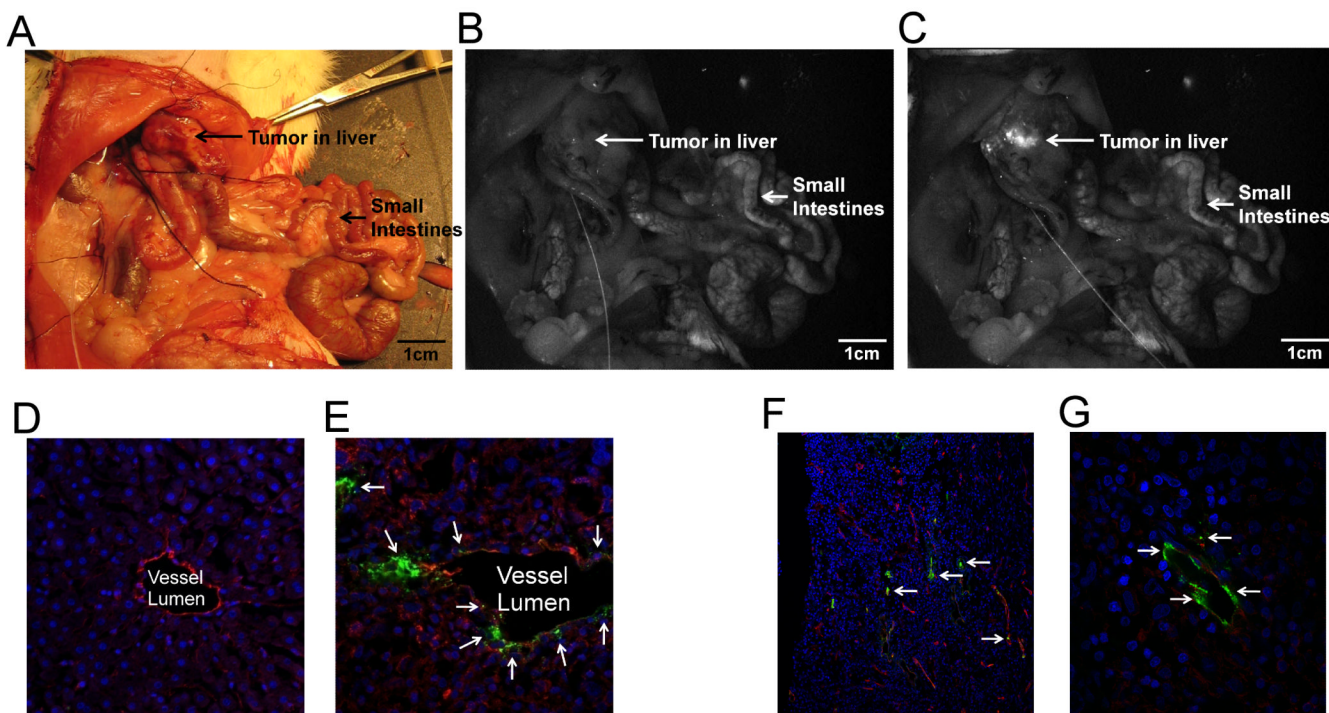 A
B
C
Tumor in liver
Small
Intestines
1cm
Tumor in liver
Small
Intestines
1cm
Tumor in liver
Small
Intestines
1cm
D
E
F
G
Vessel
Lumen
Vessel
Lumen